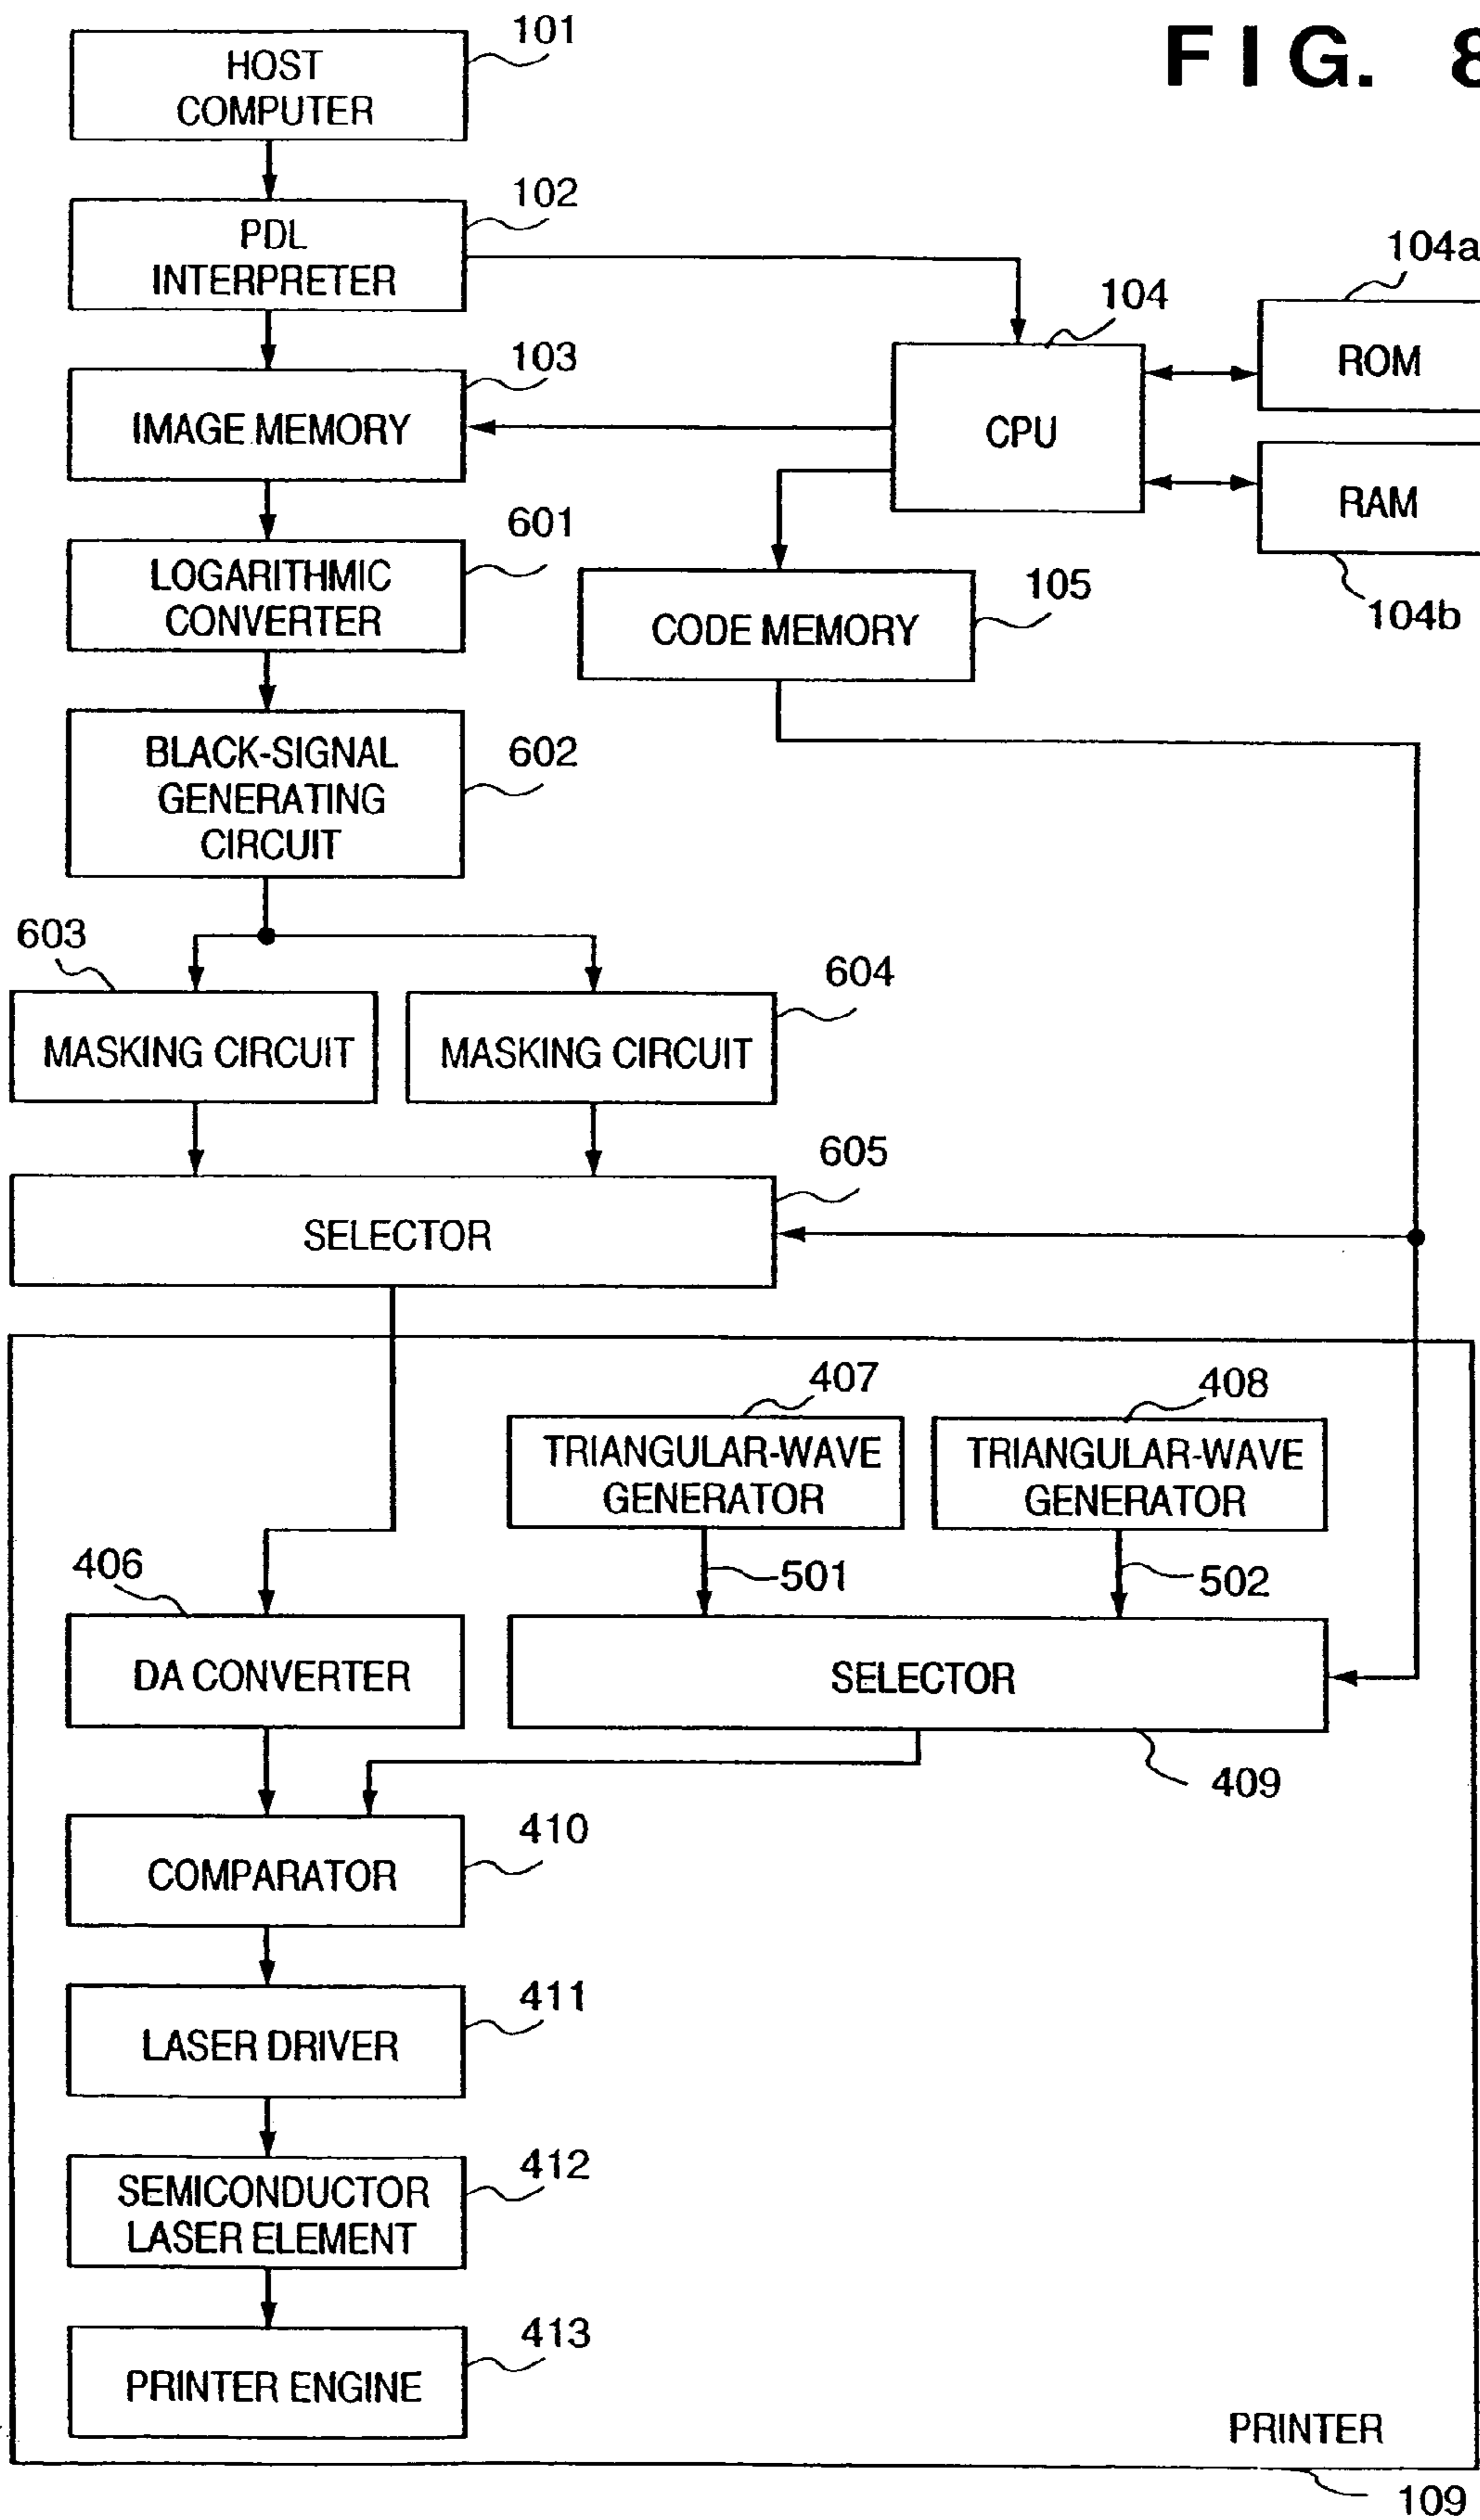 FIG. 8
101
HOST
COMPUTER
102
PDL
INTERPRETER
104a
104
103
ROM
IMAGE MEMORY
CPU
RAM
601
LOGARITHMIC
CONVERTER
105
104b
CODE MEMORY
BLACK-SIGNAL
GENERATING
CIRCUIT
602
603
604
MASKING CIRCUIT
MASKING CIRCUIT
605
SELECTOR
407
408
TRIANGULAR-WAVE
GENERATOR
TRIANGULAR-WAVE
GENERATOR
406
501
502
DA CONVERTER
SELECTOR
409
410
COMPARATOR
411
LASER DRIVER
412
SEMICONDUCTOR
LASER ELEMENT
413
PRINTER ENGINE
PRINTER
109